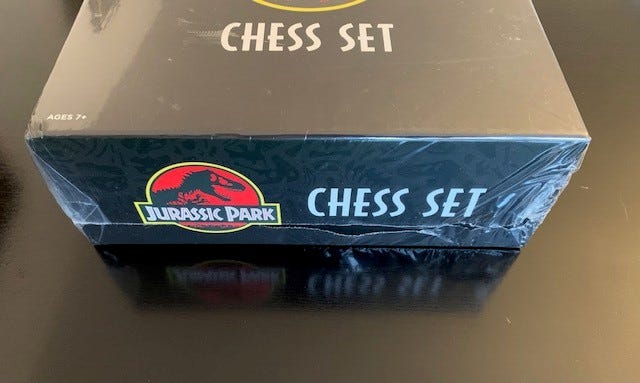 CHESS SET
AGES 7+
JURASSIC PARK
CHESS SET